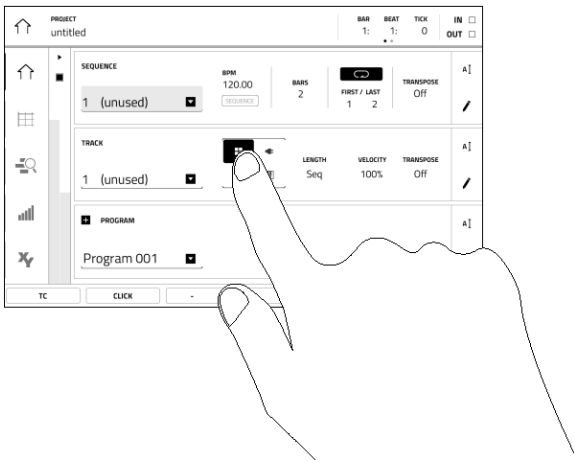 PROJECT
untitled
BAR BEAT TICK
1: 1: 0
IN
OUT
SEQUENCE
1 (unused)
BPM
120.00
SEQUENCE
BARS
2
FIRST / LAST
1 2
TRANSPOSE
Off
A
TRACK
1 (unused)
LENGTH
Seq
VELOCITY
100%
TRANSPOSE
Off
A
PROGRAM
Program 001
A
XY
TC
CLICK
-